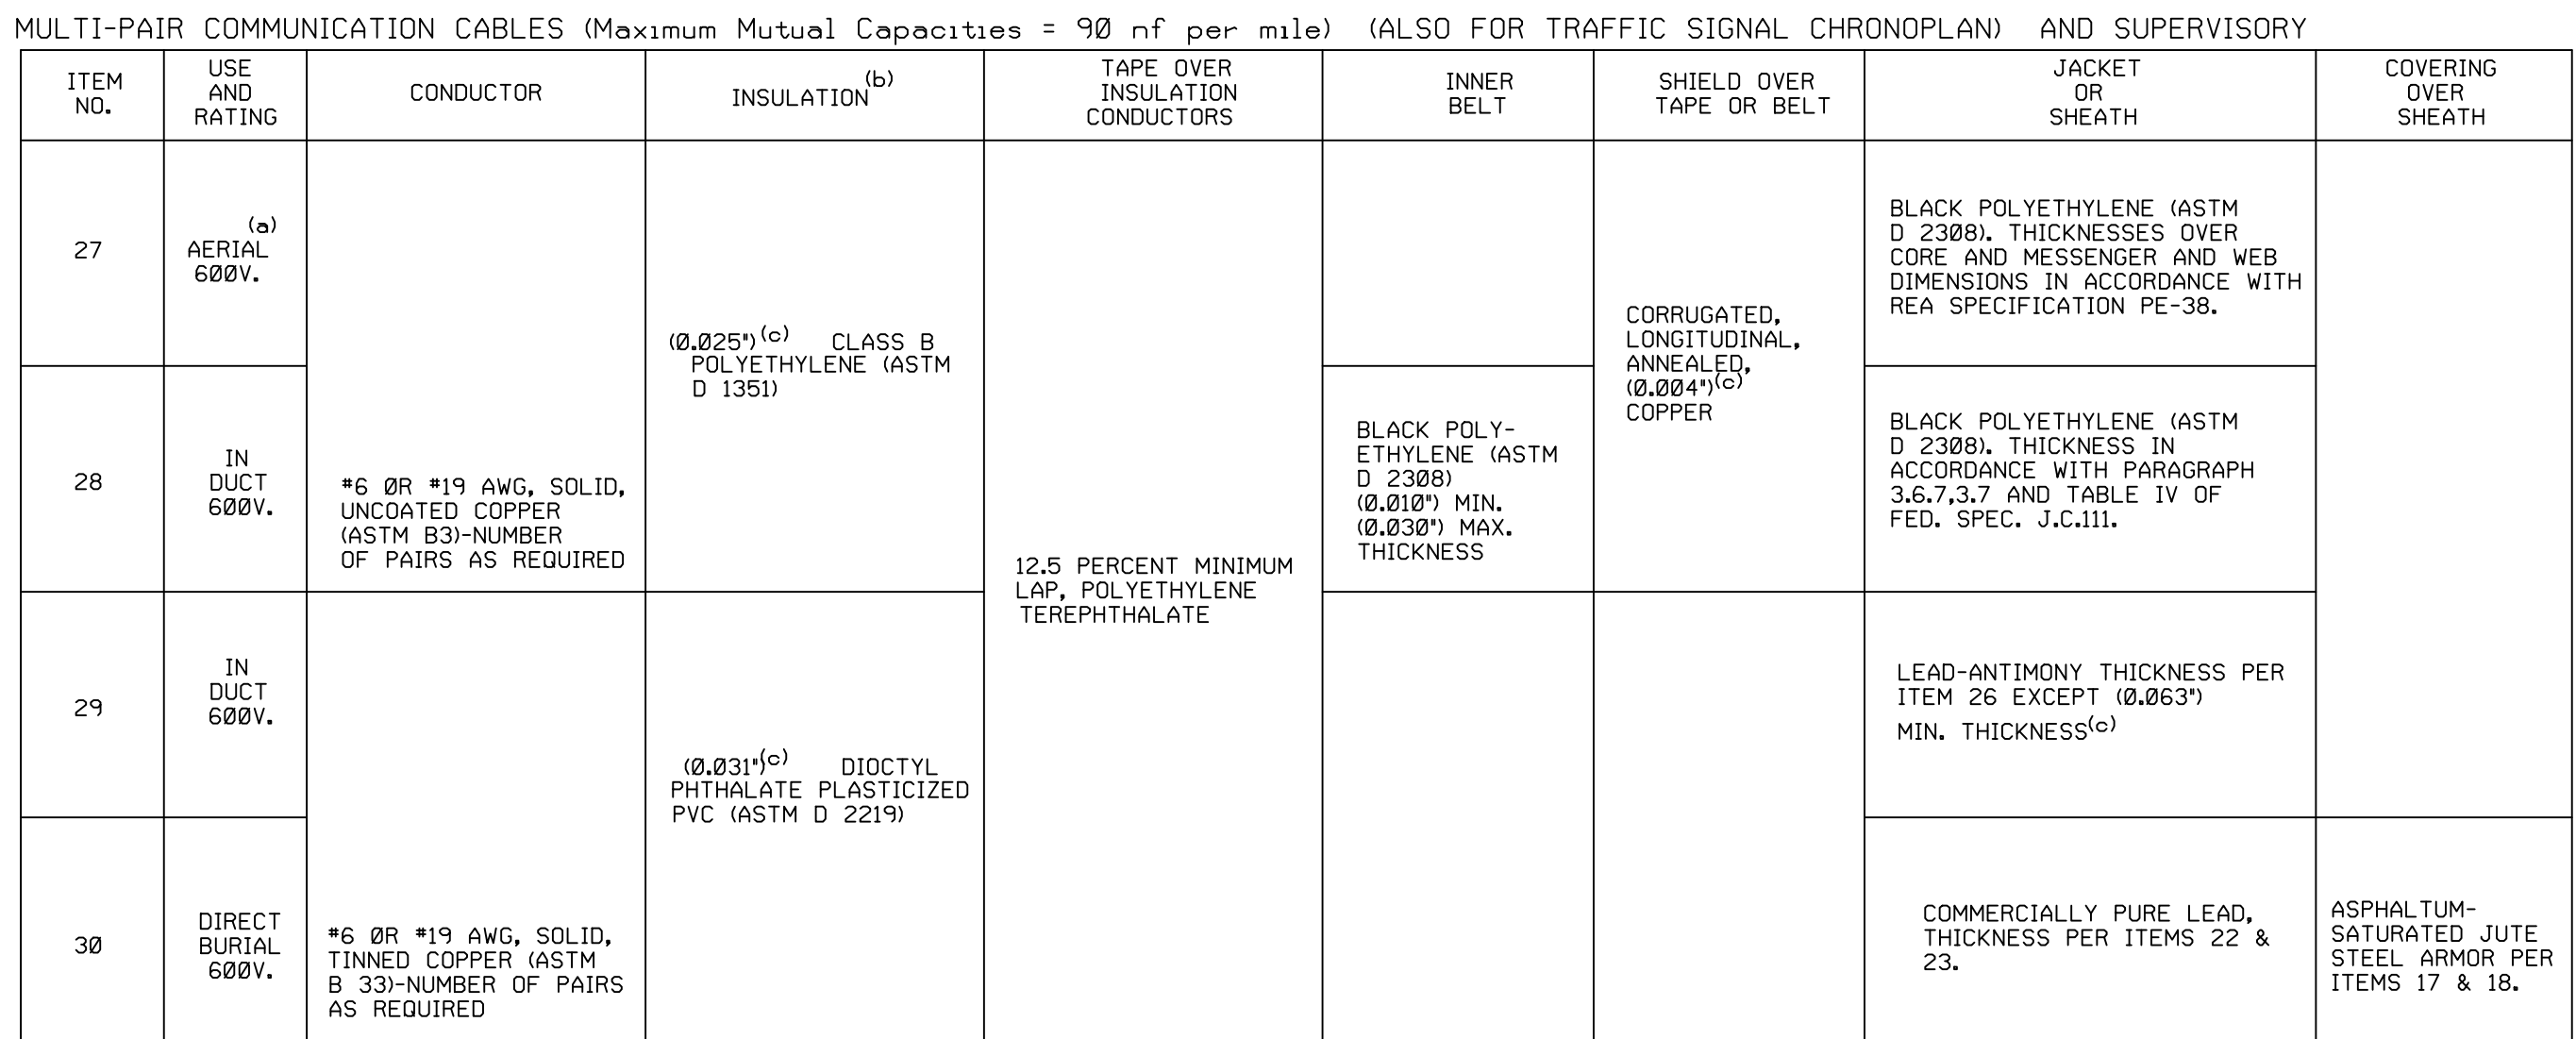 MULTI-PAIR COMMUNICATION CABLES (Maximum Mutual Capacities = 90 nf per mile) (ALSO FOR TRAFFIC SIGNAL CHRONOPLAN) AND SUPERVISORY
ITEM
NO.
USE
AND
RATING
CONDUCTOR
INSULATION(b)
TAPE OVER
INSULATION
CONDUCTORS
INNER
BELT
SHIELD OVER
TAPE OR BELT
JACKET
OR
SHEATH
COVERING
OVER
SHEATH
27
(a)
AERIAL
600V.
28
IN
DUCT
600V.
#6 ØR #19 AWG, SOLID,
UNCOATED COPPER
(ASTM B3)-NUMBER
OF PAIRS AS REQUIRED
(0.025")(c) CLASS B
POLYETHYLENE (ASTM
D 1351)
12.5 PERCENT MINIMUM
LAP, POLYETHYLENE
TEREPHTHALATE
BLACK POLY-
ETHYLENE (ASTM
D 2308)
(0.010") MIN.
(0.030") MAX.
THICKNESS
CORRUGATED,
LONGITUDINAL,
ANNEALED,
(0.004")(c)
COPPER
BLACK POLYETHYLENE (ASTM
D 2308). THICKNESSES OVER
CORE AND MESSENGER AND WEB
DIMENSIONS IN ACCORDANCE WITH
REA SPECIFICATION PE-38.
BLACK POLYETHYLENE (ASTM
D 2308). THICKNESS IN
ACCORDANCE WITH PARAGRAPH
3.6.7,3.7 AND TABLE IV OF
FED. SPEC. J.C.111.
29
IN
DUCT
600V.
30
DIRECT
BURIAL
600V.
#6 ØR #19 AWG, SOLID,
TINNED COPPER (ASTM
B 33)-NUMBER OF PAIRS
AS REQUIRED
(0.031")(c) DIOCTYL
PHTHALATE PLASTICIZED
PVC (ASTM D 2219)
LEAD-ANTIMONY THICKNESS PER
ITEM 26 EXCEPT (0.063")
MIN. THICKNESS(c)
COMMERCIALLY PURE LEAD,
THICKNESS PER ITEMS 22 &
23.
ASPHALTUM-
SATURATED JUTE
STEEL ARMOR PER
ITEMS 17 & 18.